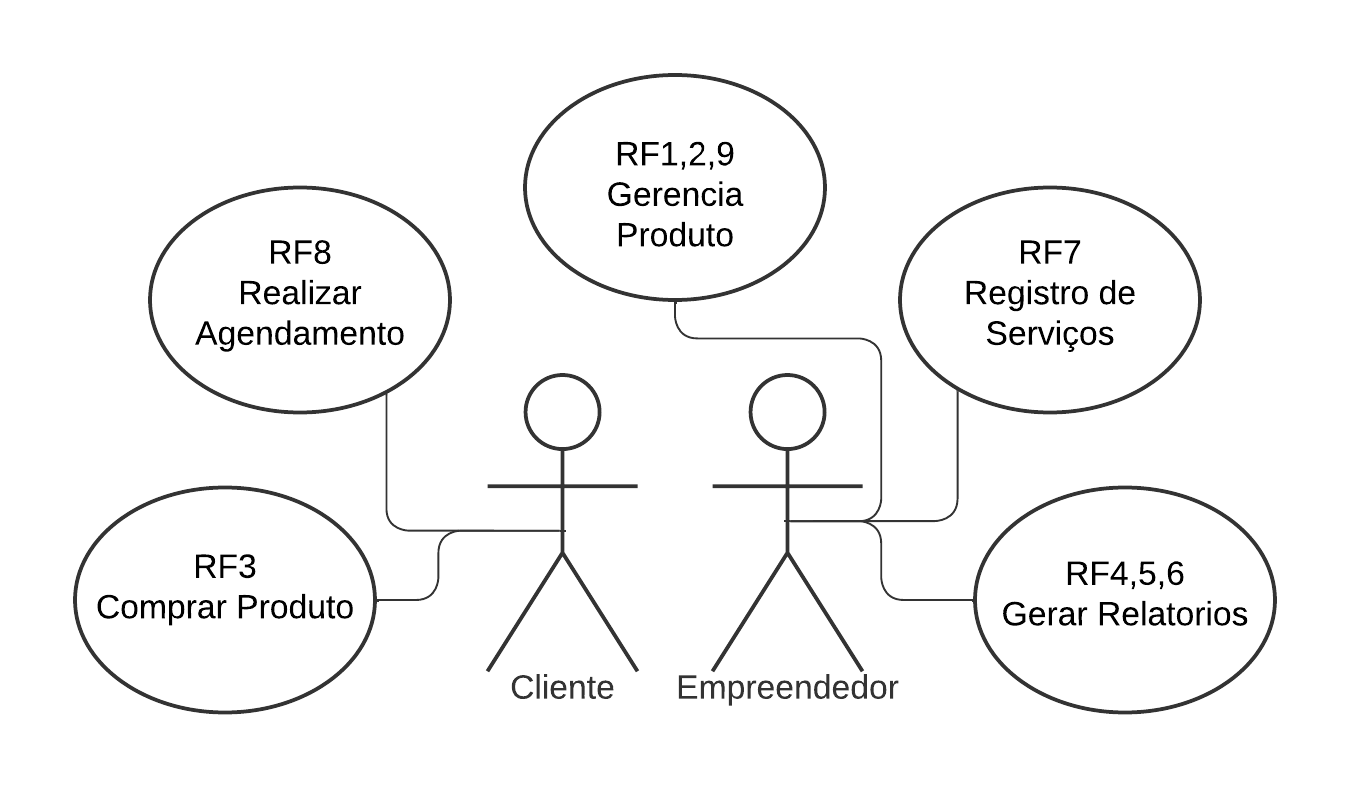 RF1,2,9
Gerencia
Produto
RF8
Realizar
Agendamento
RF7
Registro de
Serviços
RF3
Comprar Produto
RF4,5,6
Gerar Relatorios
Cliente
Empreendedor